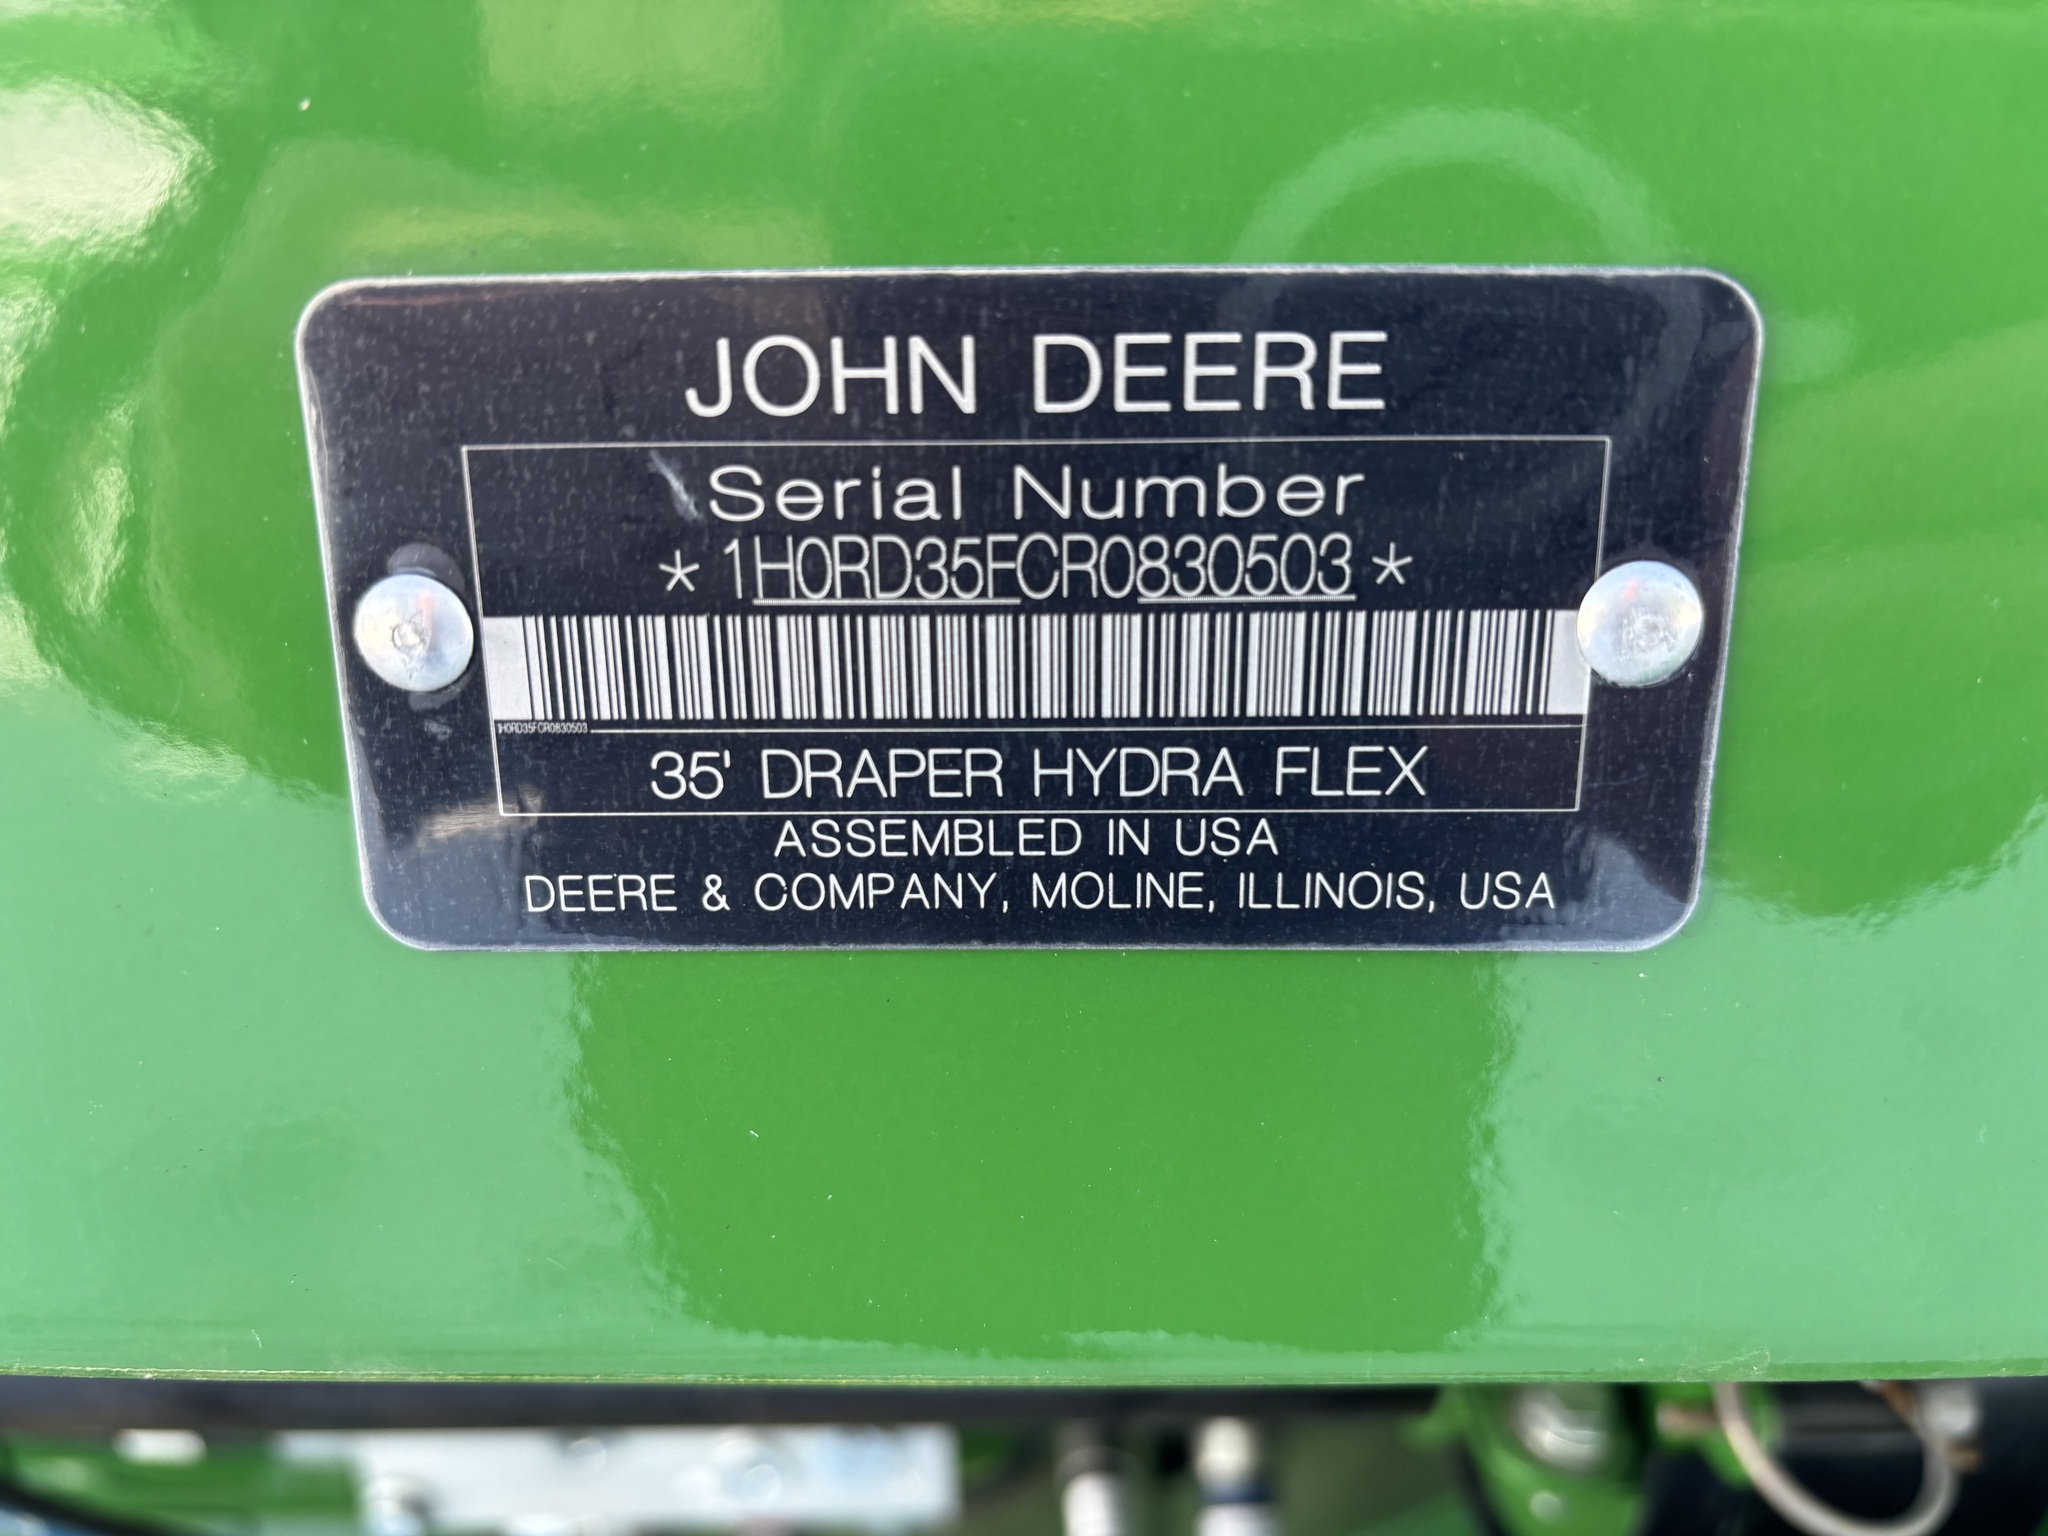 JOHN DEERE
Serial Number
* 1H0RD35FCR0830503 *
1H0RD35FCR0830503
35' DRAPER HYDRA FLEX
ASSEMBLED IN USA
DEERE & COMPANY, MOLINE, ILLINOIS, USA